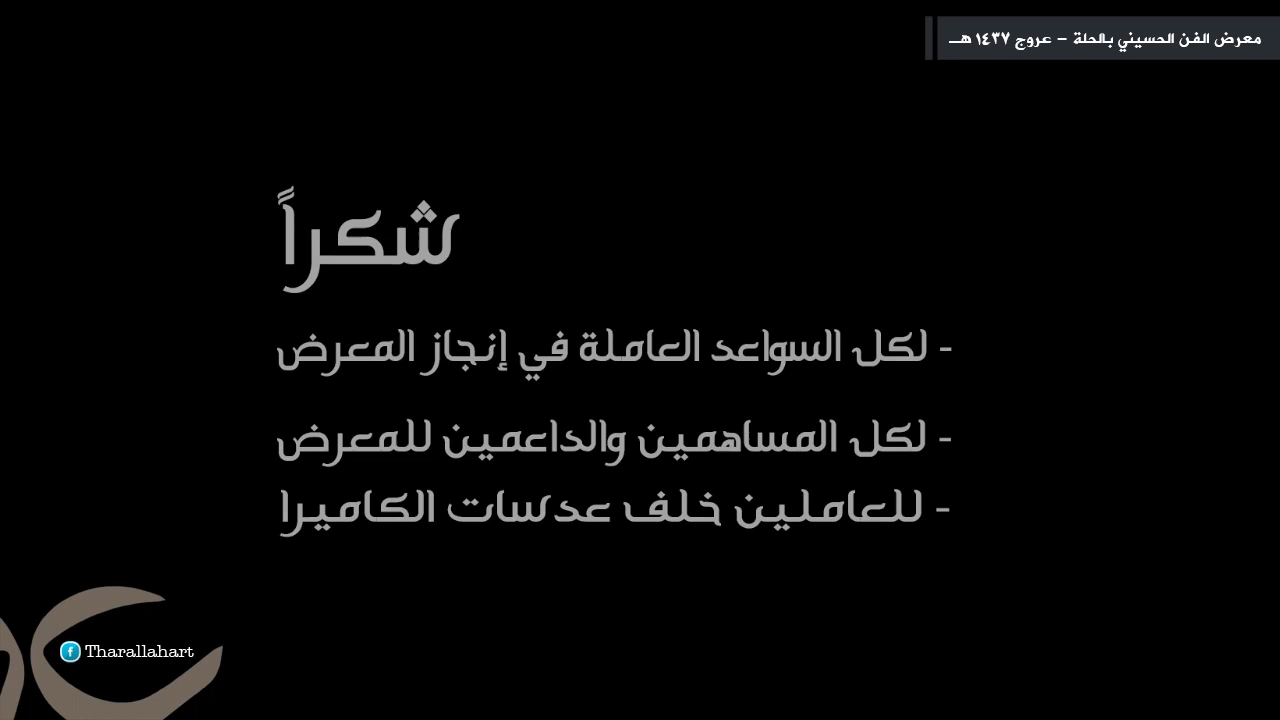 معرض الفن الحسيني بالحلة – عروج ١٤٣٧ هـ
شكراً
- لكل السواعد العاملة في إنجاز المعرض
- لكل المساهمين والداعمين للمعرض
- للعاملين خلف عدسات الكاميرا
Tharallahart